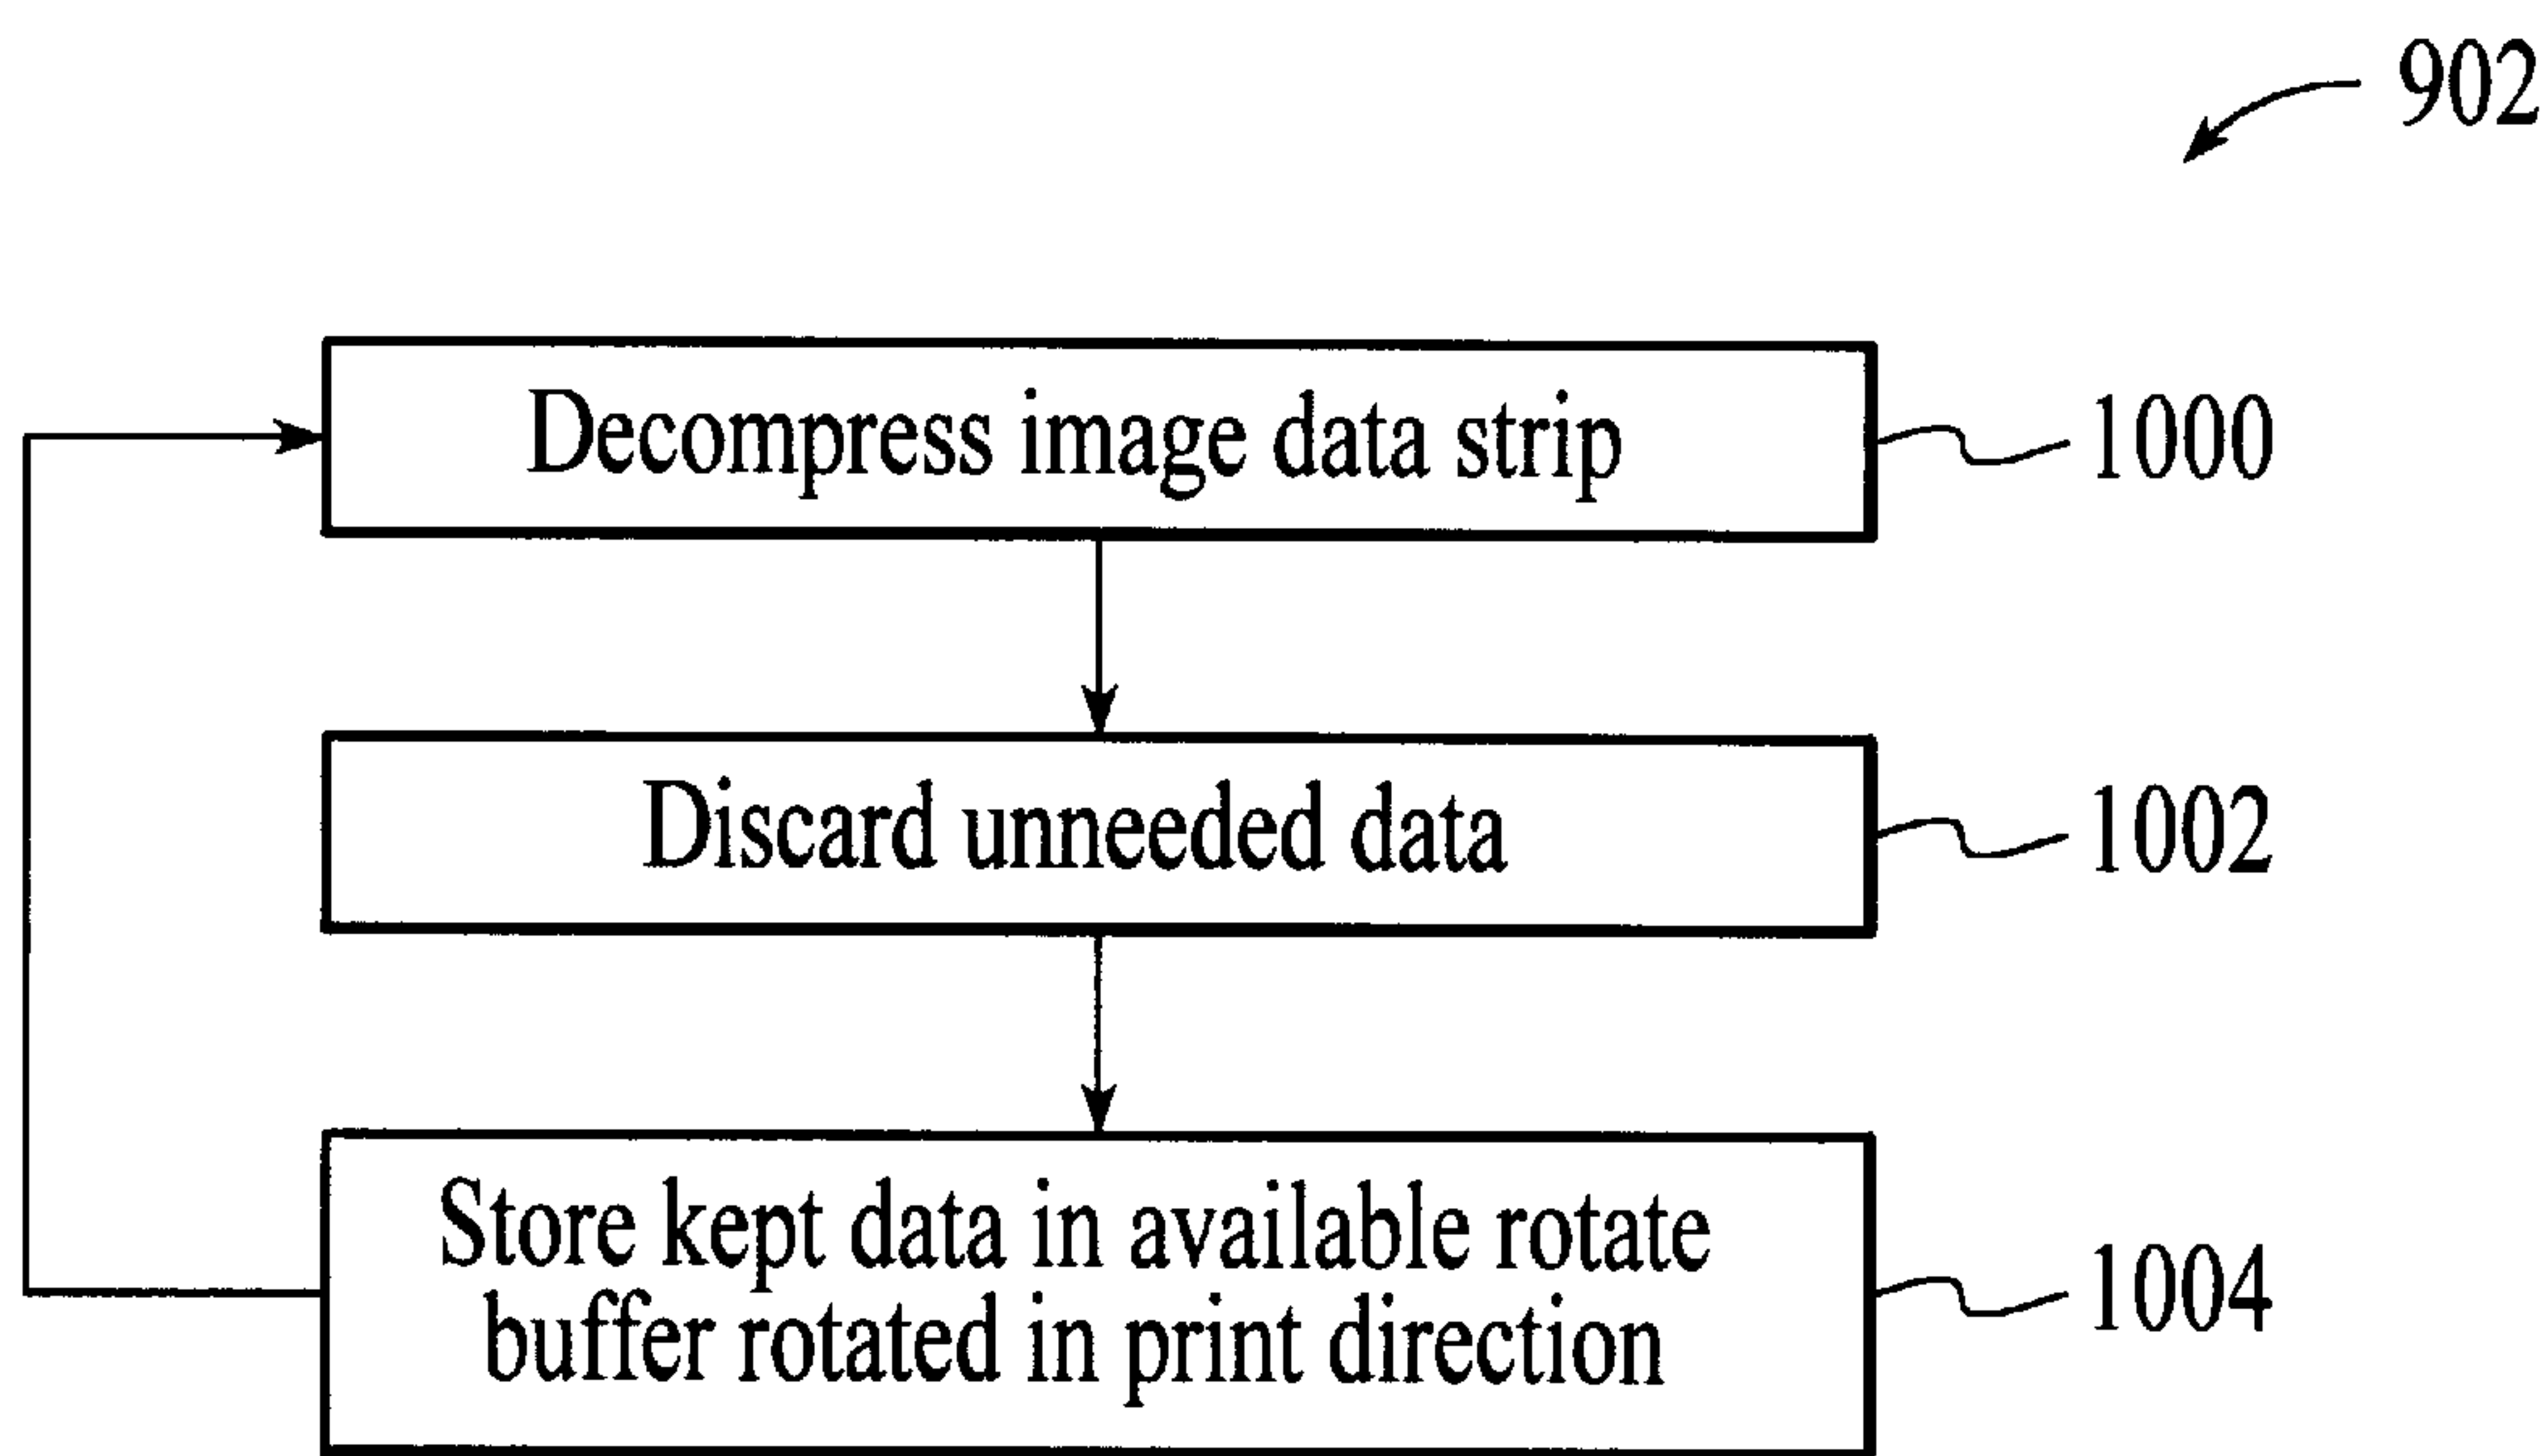 902
Decompress image data strip
1000
Discard unneeded data
1002
Store kept data in available rotate
buffer rotated in print direction
1004